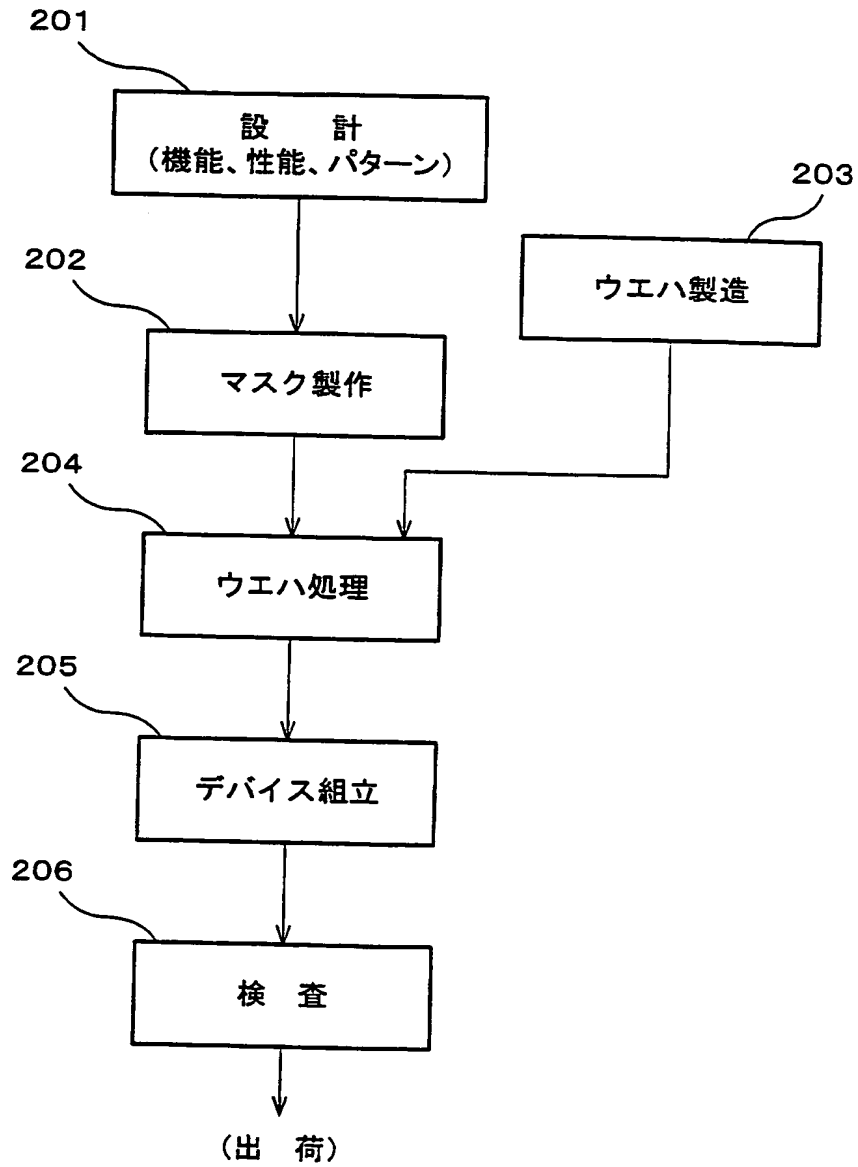 201
設 計
(機能、性能、パターン)
203
ウエハ製造
202
マスク製作
204
ウエハ処理
205
デバイス組立
206
検 査
(出 荷)